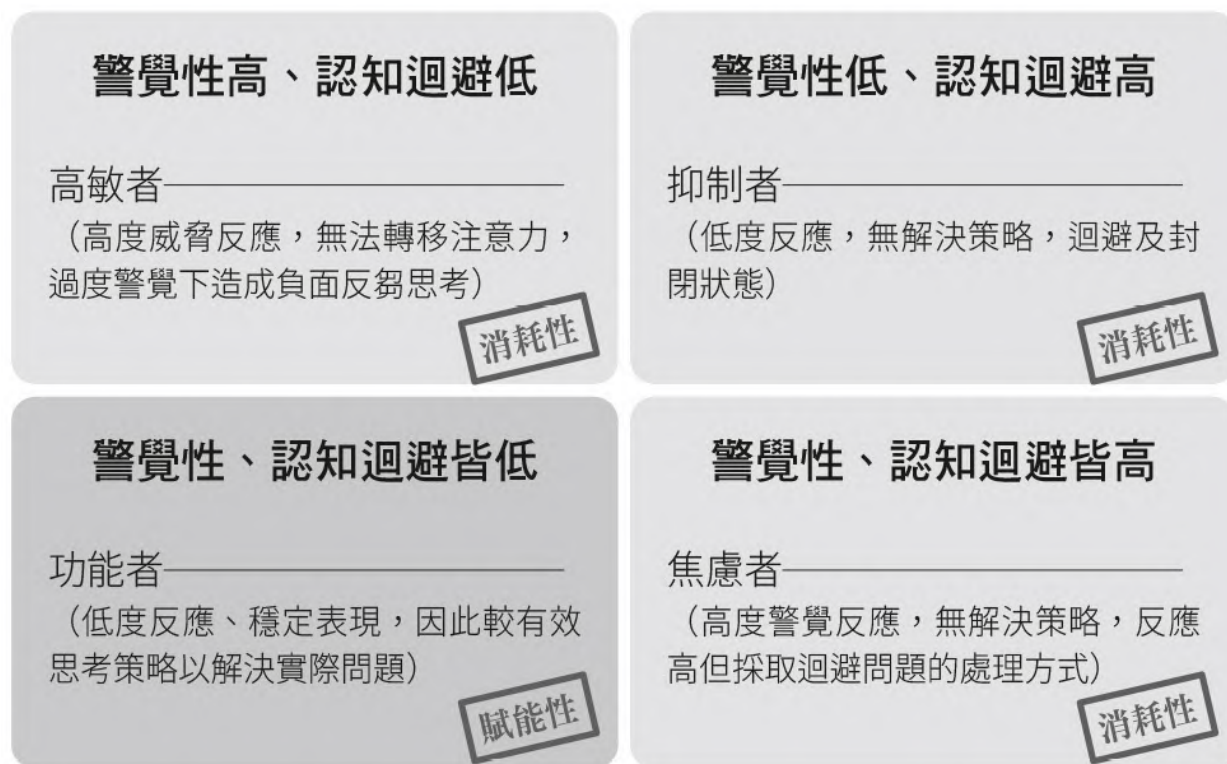 警覺性高、認知迴避低
高敏者
（高度威脅反應，無法轉移注意力，
過度警覺下造成負面反芻思考）
消耗性
警覺性低、認知迴避高
抑制者
（低度反應，無解決策略，迴避及封
閉狀態）
消耗性
警覺性、認知迴避皆低
功能者
（低度反應、穩定表現，因此較有效
思考策略以解決實際問題）
賦能性
警覺性、認知迴避皆高
焦慮者
（高度警覺反應，無解決策略，反應
高但採取迴避問題的處理方式）
消耗性